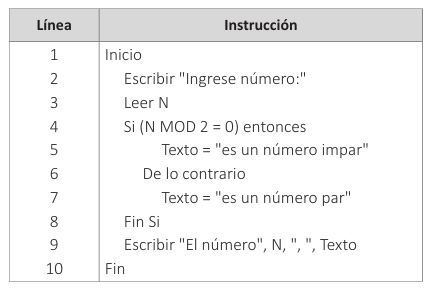 Línea Instrucción
1 Inicio
2 Escribir "Ingrese número:"
3 Leer N
4 Si (N MOD 2 = 0) entonces
5 Texto = "es un número impar"
6 De lo contrario
7 Texto = "es un número par"
8 Fin Si
9 Escribir "El número", N, ", ", Texto
10 Fin